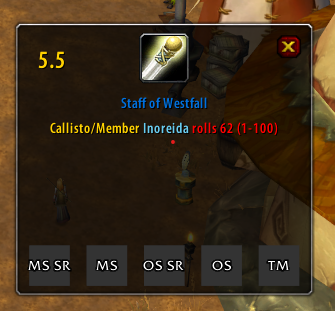 5.5
Staff of Westfall
Callisto/Member Inoreida rolls 62 (1-100)
MS SR MS OS SR OS TM